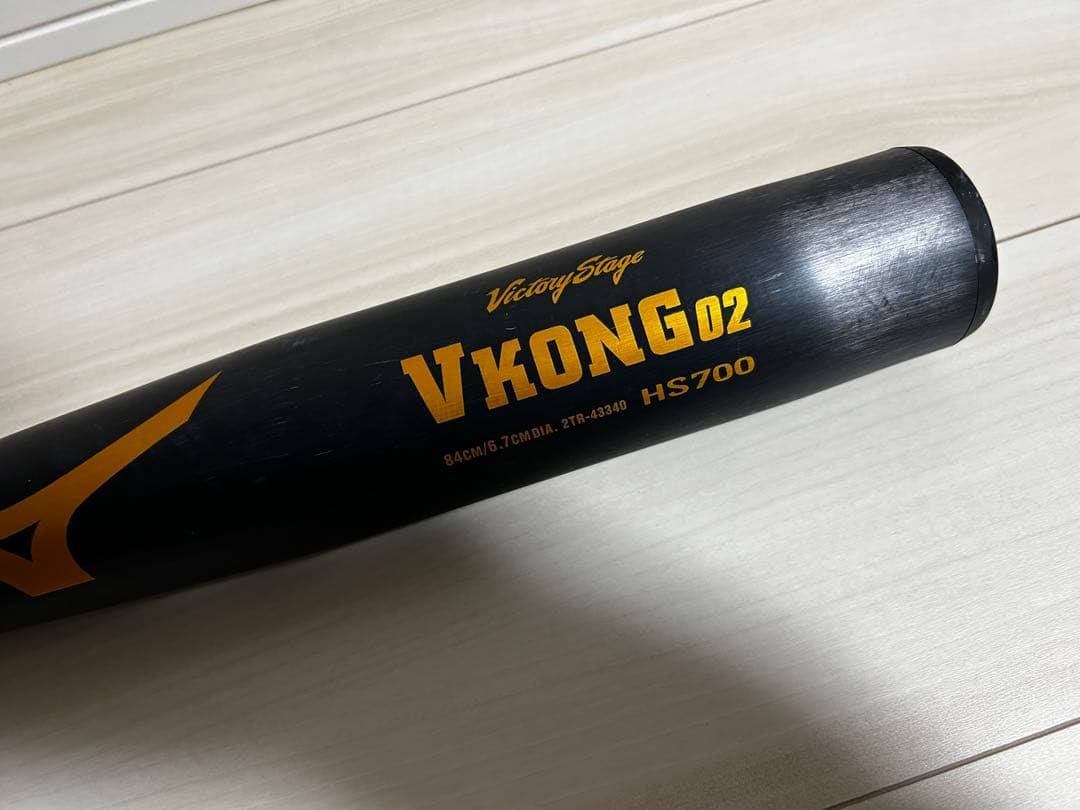 Victory Stage
VKONG02
HS700
84CM/6.7CMDIA. 2TR-43340